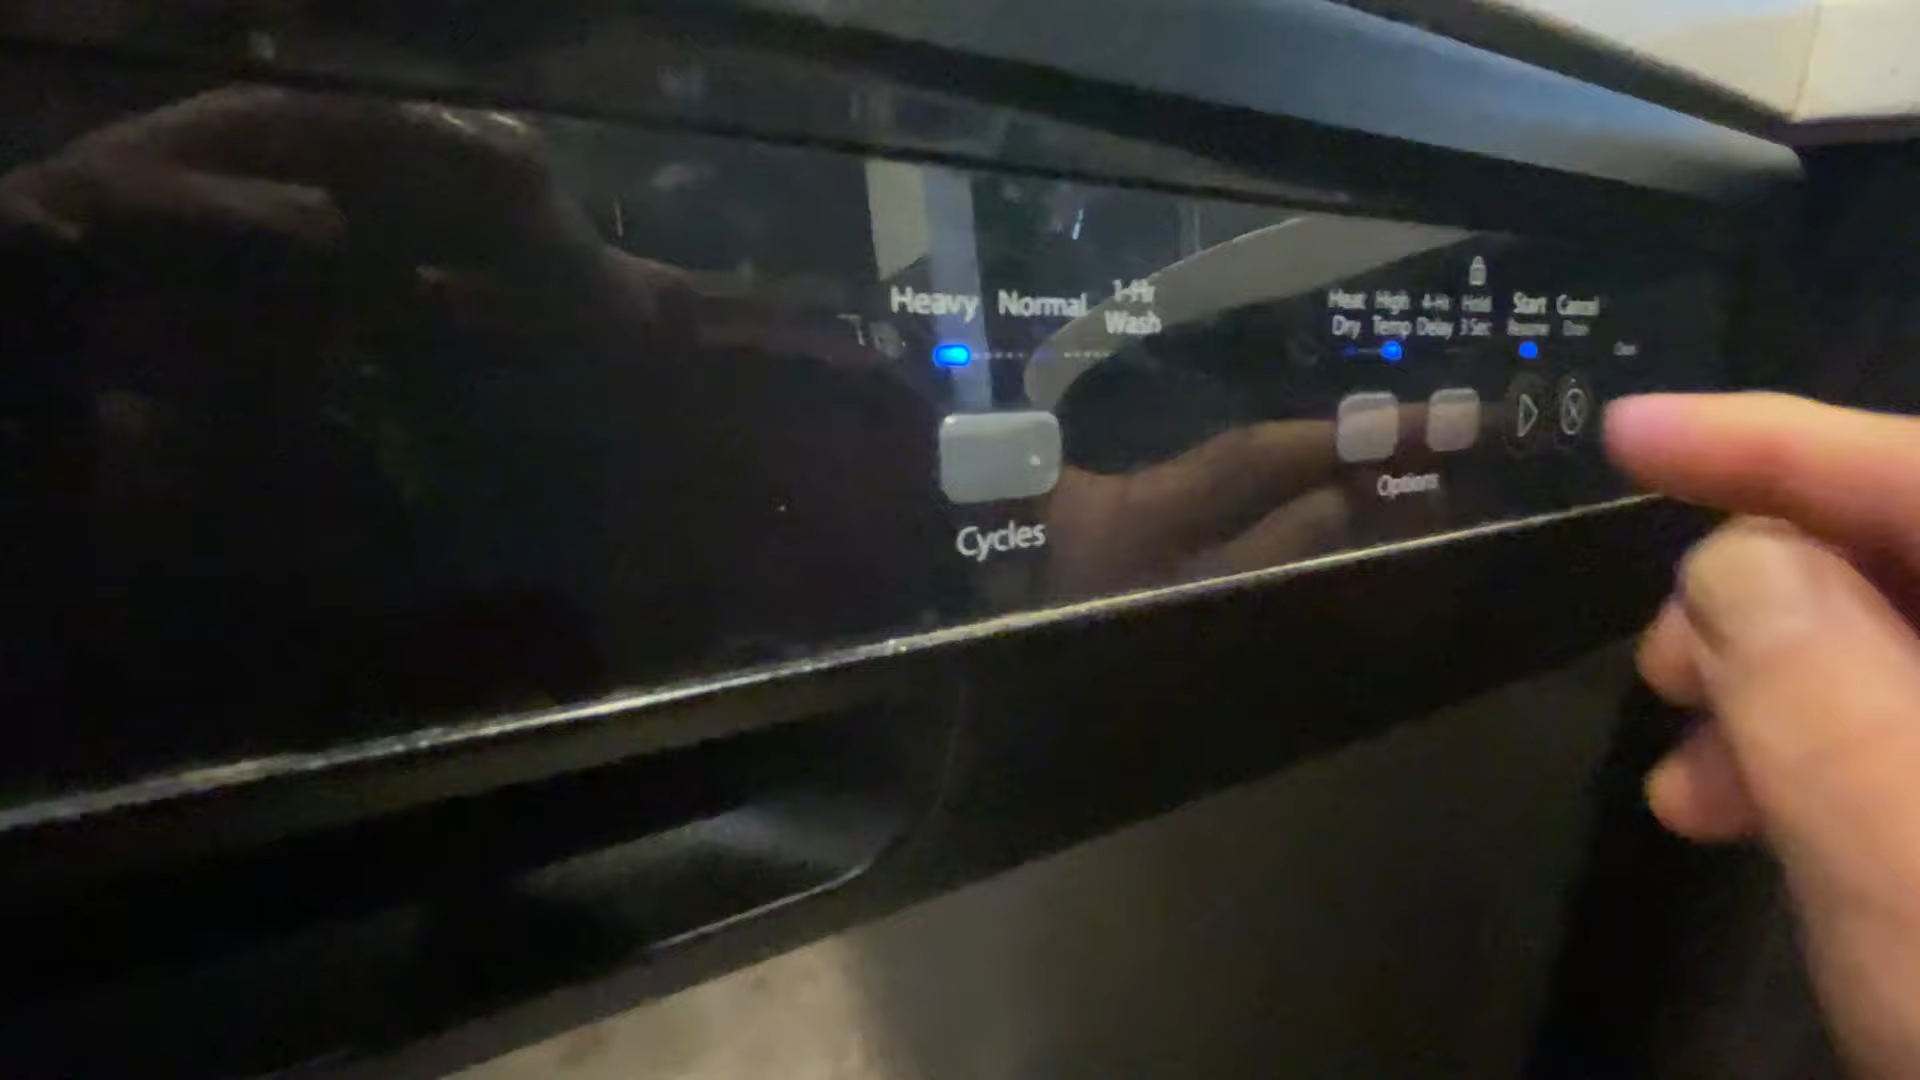 Heavy Normal 1-Hr
Wash
Cycles
Heat High 4-Hr Hold
Dry Temp Delay 3 Sec
Options
Start Cancel
Resume Drain